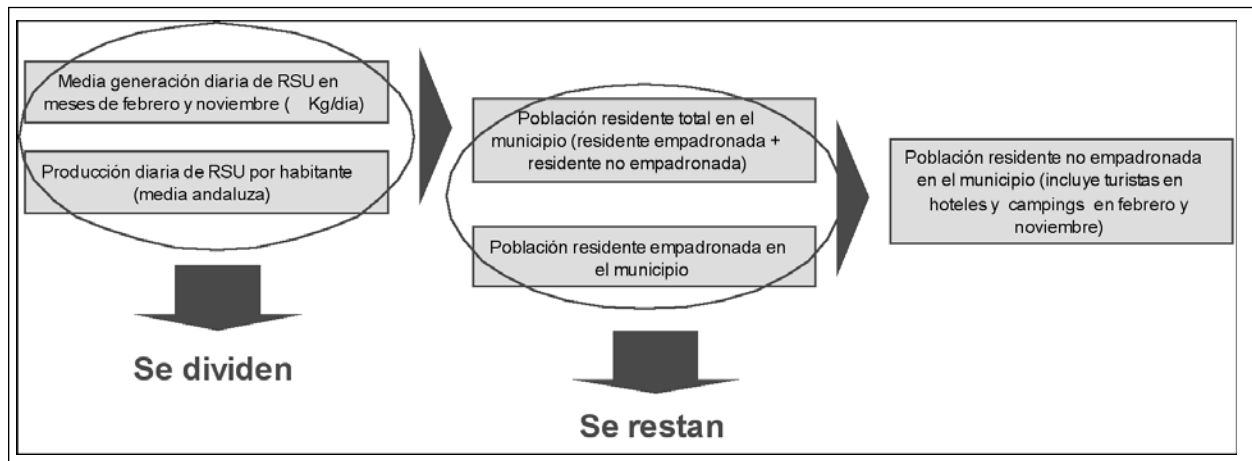 Media generación diaria de RSU en
meses de febrero y noviembre ( Kg/dia)
Producción diaria de RSU por habitante
(media andaluza)
Se dividen
Población residente total en el
municipio (residente empadronada +
residente no empadronada)
Población residente empadronada en
el municipio
Se restan
Población residente no empadronada
en el municipio (incluye turistas en
hoteles y campings en febrero y
noviembre)